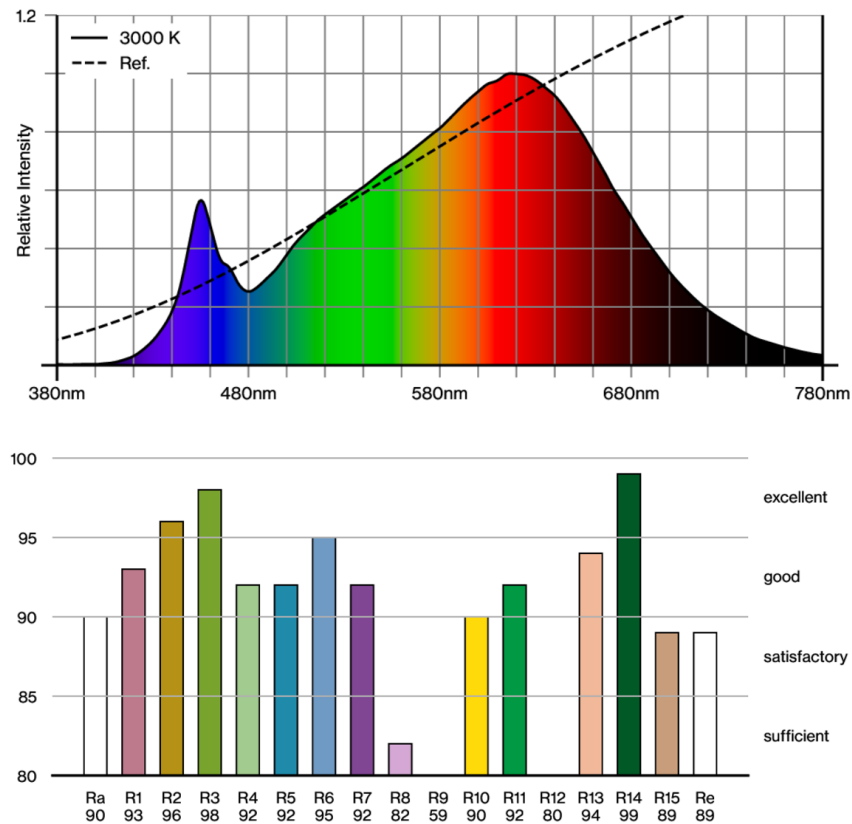 1.2
3000 K
Ref.
Relative Intensity
380nm 480nm 580nm 680nm 780nm
100
excellent
95
good
90
satisfactory
85
sufficient
80
Ra R1 R2 R3 R4 R5 R6 R7 R8 R9 R10 R11 R12 R13 R14 R15 Re
90 93 96 98 92 92 95 92 82 59 90 92 80 94 99 89 89